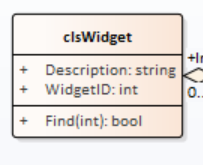 clsWidget
+ Description: string
+ WidgetID: int
+ Find(int): bool